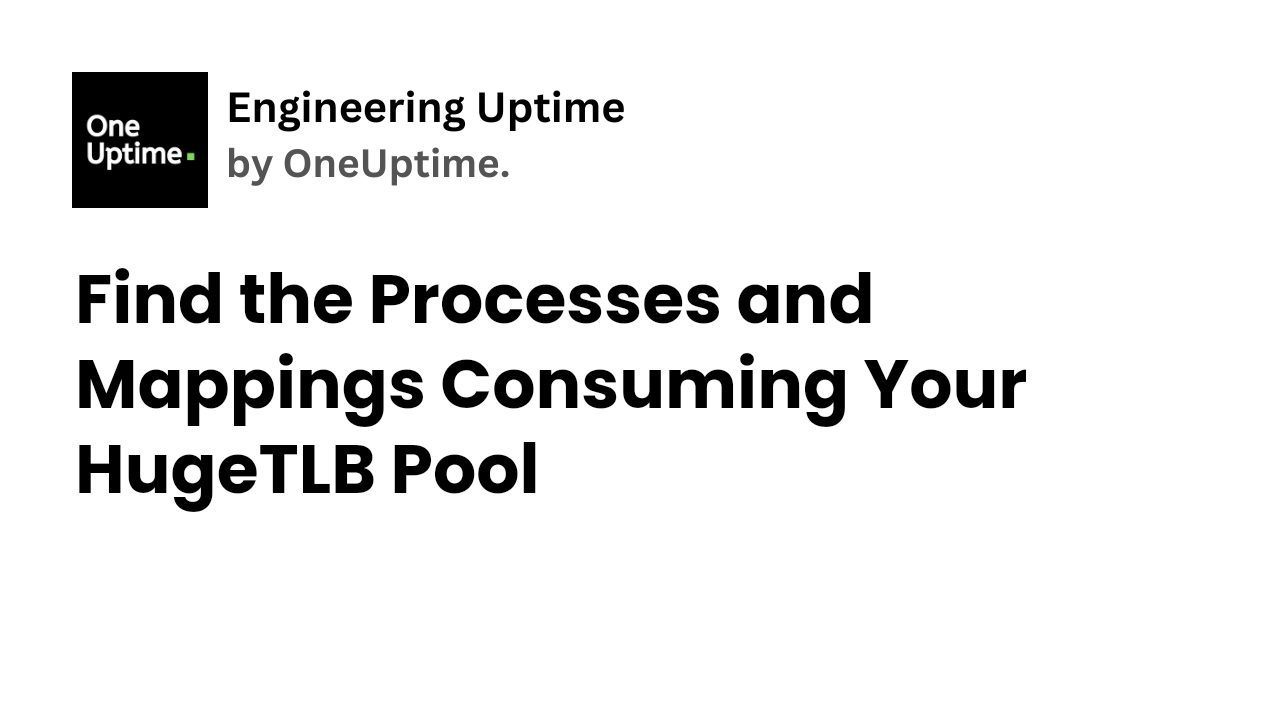 One
Uptime.
Engineering Uptime
by OneUptime.
Find the Processes and
Mappings Consuming Your
HugeTLB Pool